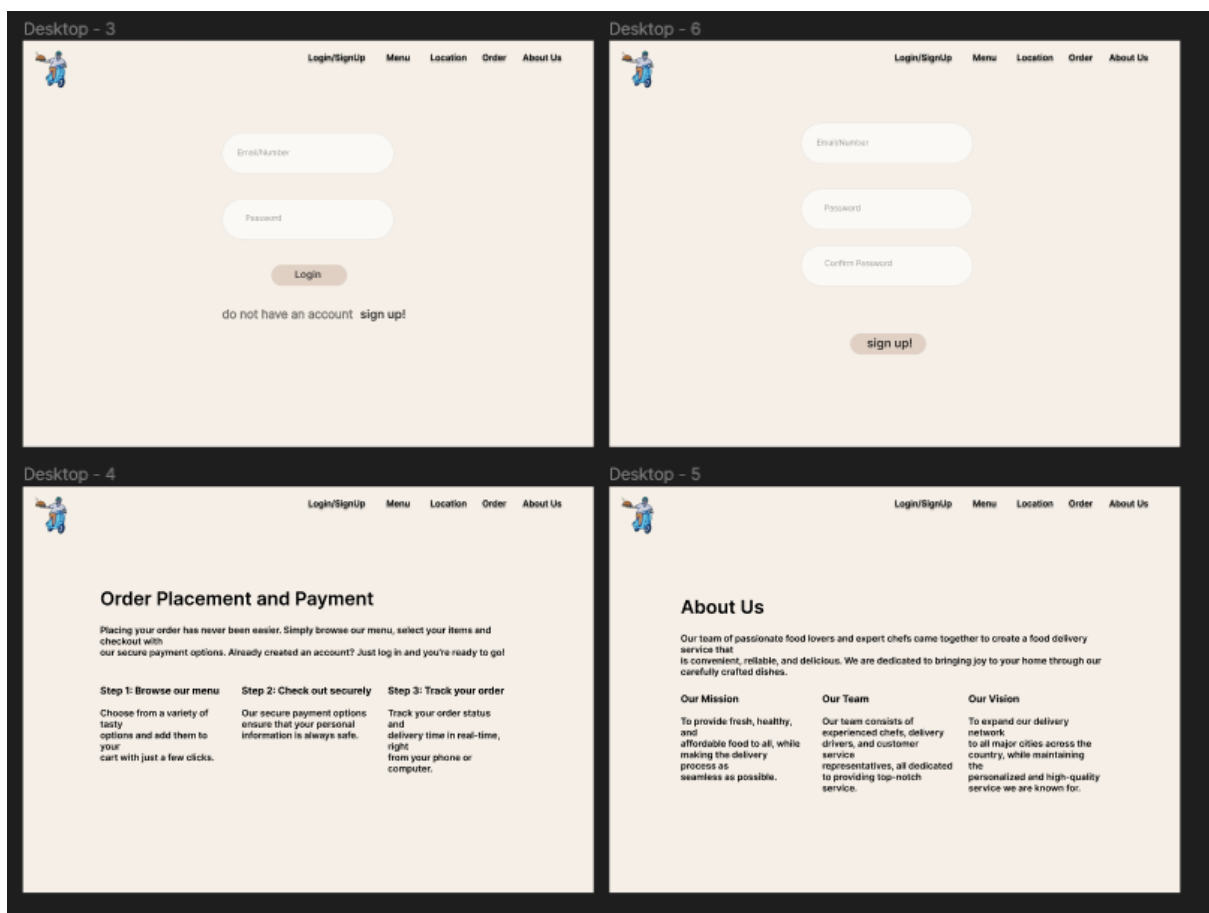 Desktop - 3
Login/SignUp Menu Location Order About Us
Email/Number
Password
Login
do not have an account sign up!
Desktop - 6
Login/SignUp Menu Location Order About Us
Email/Number
Password
Confirm Password
sign up!
Desktop - 4
Login/SignUp Menu Location Order About Us
Order Placement and Payment
Placing your order has never been easier. Simply browse our menu, select your items and
checkout with
our secure payment options. Already created an account? Just log in and you're ready to go!
Step 1: Browse our menu
Choose from a variety of
tasty
options and add them to
your
cart with just a few clicks.
Step 2: Check out securely
Our secure payment options
ensure that your personal
information is always safe.
Step 3: Track your order
Track your order status
and
delivery time in real-time,
right
from your phone or
computer.
Desktop - 5
Login/SignUp Menu Location Order About Us
About Us
Our team of passionate food lovers and expert chefs came together to create a food delivery
service that
is convenient, reliable, and delicious. We are dedicated to bringing joy to your home through our
carefully crafted dishes.
Our Mission
To provide fresh, healthy,
and
affordable food to all, while
making the delivery
process as
seamless as possible.
Our Team
Our team consists of
experienced chefs, delivery
drivers, and customer
service
representatives, all dedicated
to providing top-notch
service.
Our Vision
To expand our delivery
network
to all major cities across the
country, while maintaining
the
personalized and high-quality
service we are known for.